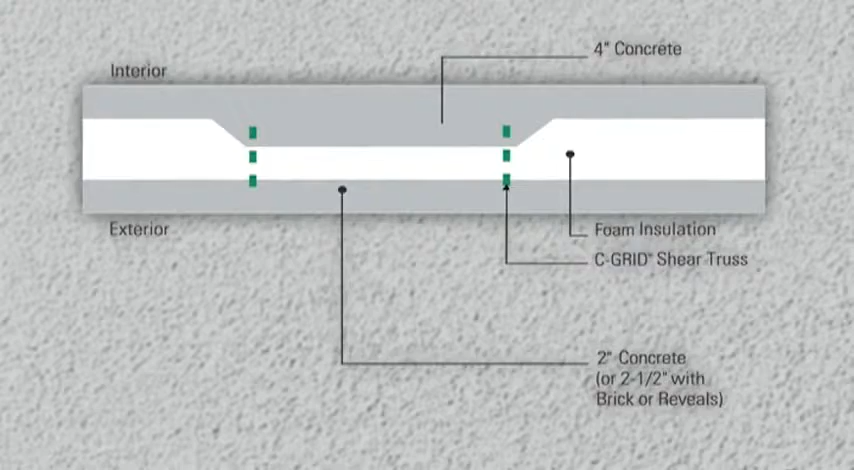 4" Concrete
Interior
Exterior
Foam Insulation
C-GRID® Shear Truss
2" Concrete
(or 2-1/2" with
Brick or Reveals)